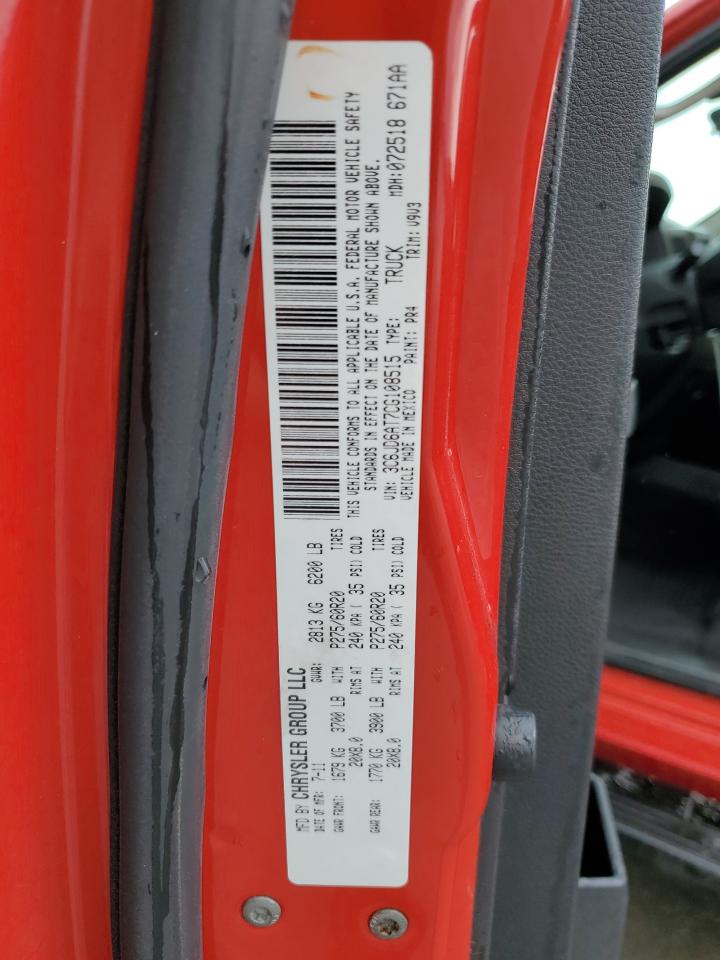 MFD BY CHRYSLER GROUP LLC
DATE OF MFR: 7-11 GVWR: 2813 KG 6200 LB
GAWR FRONT: 1679 KG 3700 LB WITH P275/60R20 TIRES
20X8.0 RIMS AT 240 KPA ( 35 PSI) COLD
GAWR REAR: 1770 KG 3900 LB WITH P275/60R20 TIRES
20X8.0 RIMS AT 240 KPA ( 35 PSI) COLD
THIS VEHICLE CONFORMS TO ALL APPLICABLE U.S.A. FEDERAL MOTOR VEHICLE SAFETY
STANDARDS IN EFFECT ON THE DATE OF MANUFACTURE SHOWN ABOVE.
VIN: 3C6JD6AT7CG108515 TYPE: TRUCK MDH: 072518 671AA
VEHICLE MADE IN MEXICO PAINT: PR4 TRIM: V9V3